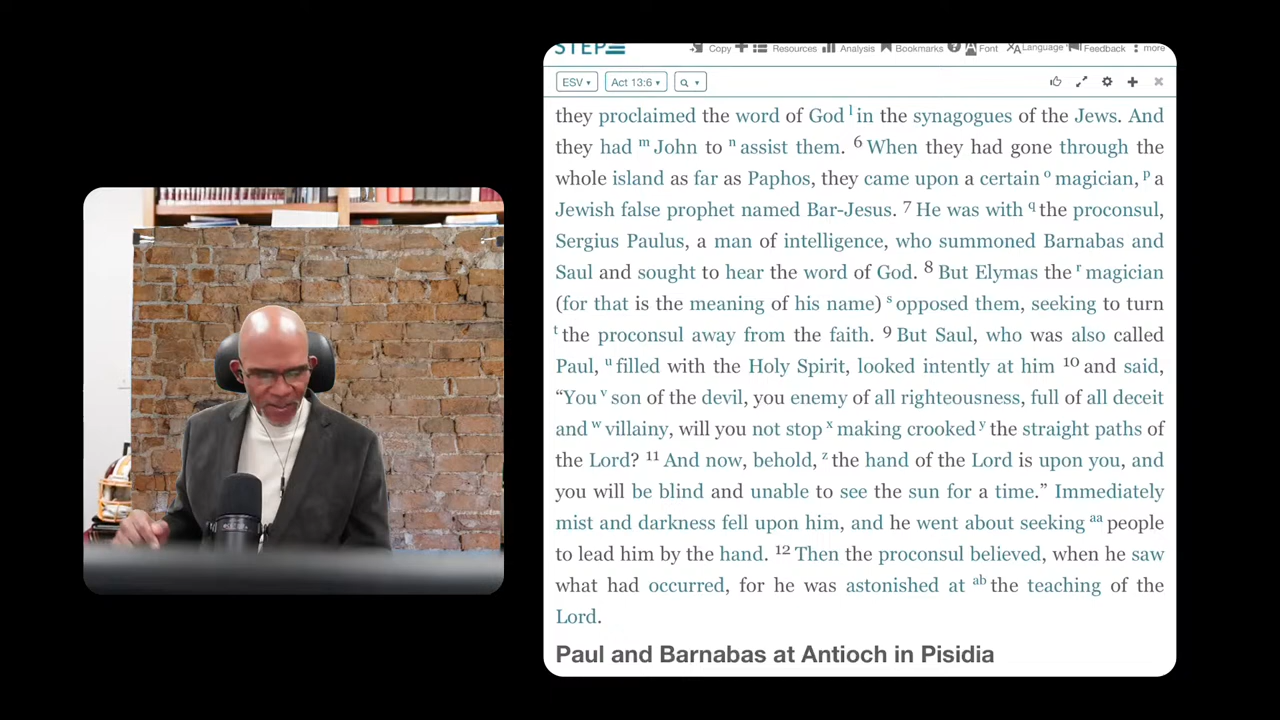 STEP
Copy Resources Analysis Bookmarks Font Language Feedback more
ESV Act 13:6
they proclaimed the word of God l in the synagogues of the Jews. And
they had m John to n assist them. 6 When they had gone through the
whole island as far as Paphos, they came upon a certain o magician, p a
Jewish false prophet named Bar-Jesus. 7 He was with q the proconsul,
Sergius Paulus, a man of intelligence, who summoned Barnabas and
Saul and sought to hear the word of God. 8 But Elymas the r magician
(for that is the meaning of his name) s opposed them, seeking to turn
t the proconsul away from the faith. 9 But Saul, who was also called
Paul, u filled with the Holy Spirit, looked intently at him 10 and said,
“You v son of the devil, you enemy of all righteousness, full of all deceit
and w villainy, will you not stop x making crooked y the straight paths of
the Lord? 11 And now, behold, z the hand of the Lord is upon you, and
you will be blind and unable to see the sun for a time.” Immediately
mist and darkness fell upon him, and he went about seeking aa people
to lead him by the hand. 12 Then the proconsul believed, when he saw
what had occurred, for he was astonished at ab the teaching of the
Lord.
Paul and Barnabas at Antioch in Pisidia